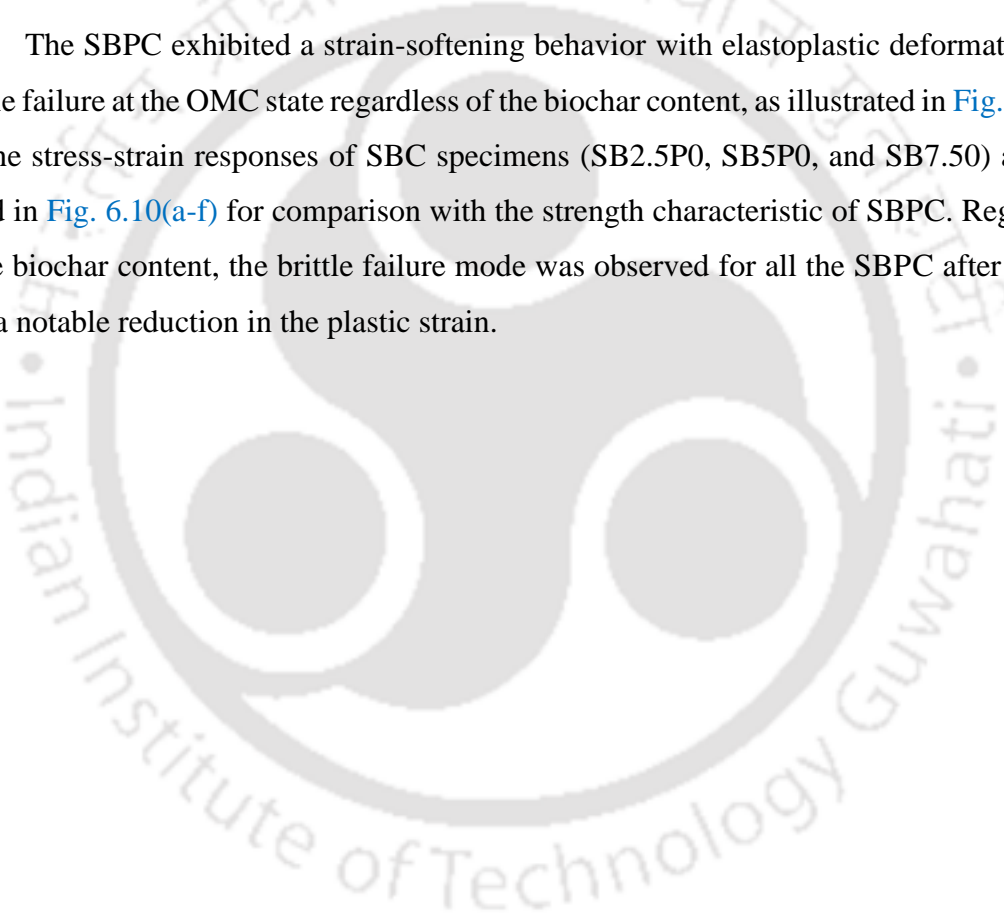 The SBPC exhibited a strain-softening behavior with elastoplastic
failure at the OMC state regardless of the biochar content, as illustrated in Fig.
stress-strain responses of SBC specimens (SB2.5P0, SB5P0, and SB7.50)
in Fig. 6.10(a-f) for comparison with the strength characteristic of SBPC.
biochar content, the brittle failure mode was observed for all the SBPC after
a notable reduction in the plastic strain.
Indian Institute of Technology Guwahati